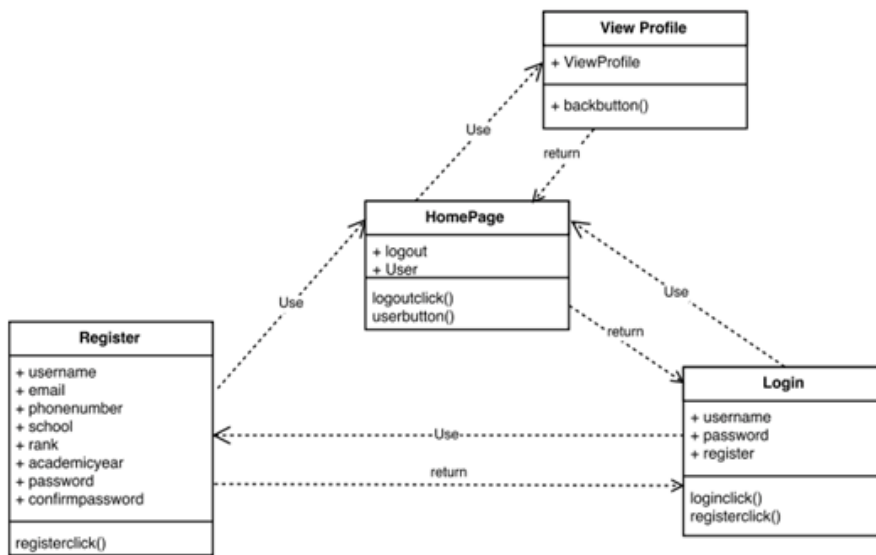 View Profile
+ ViewProfile
+ backbutton()
Use
return
HomePage
+ logout
+ User
logoutclick()
userbutton()
Use
Use
return
Register
+ username
+ email
+ phonenumber
+ school
+ rank
+ academicyear
+ password
+ confirmpassword
registerclick()
Use
return
Login
+ username
+ password
+ register
loginclick()
registerclick()